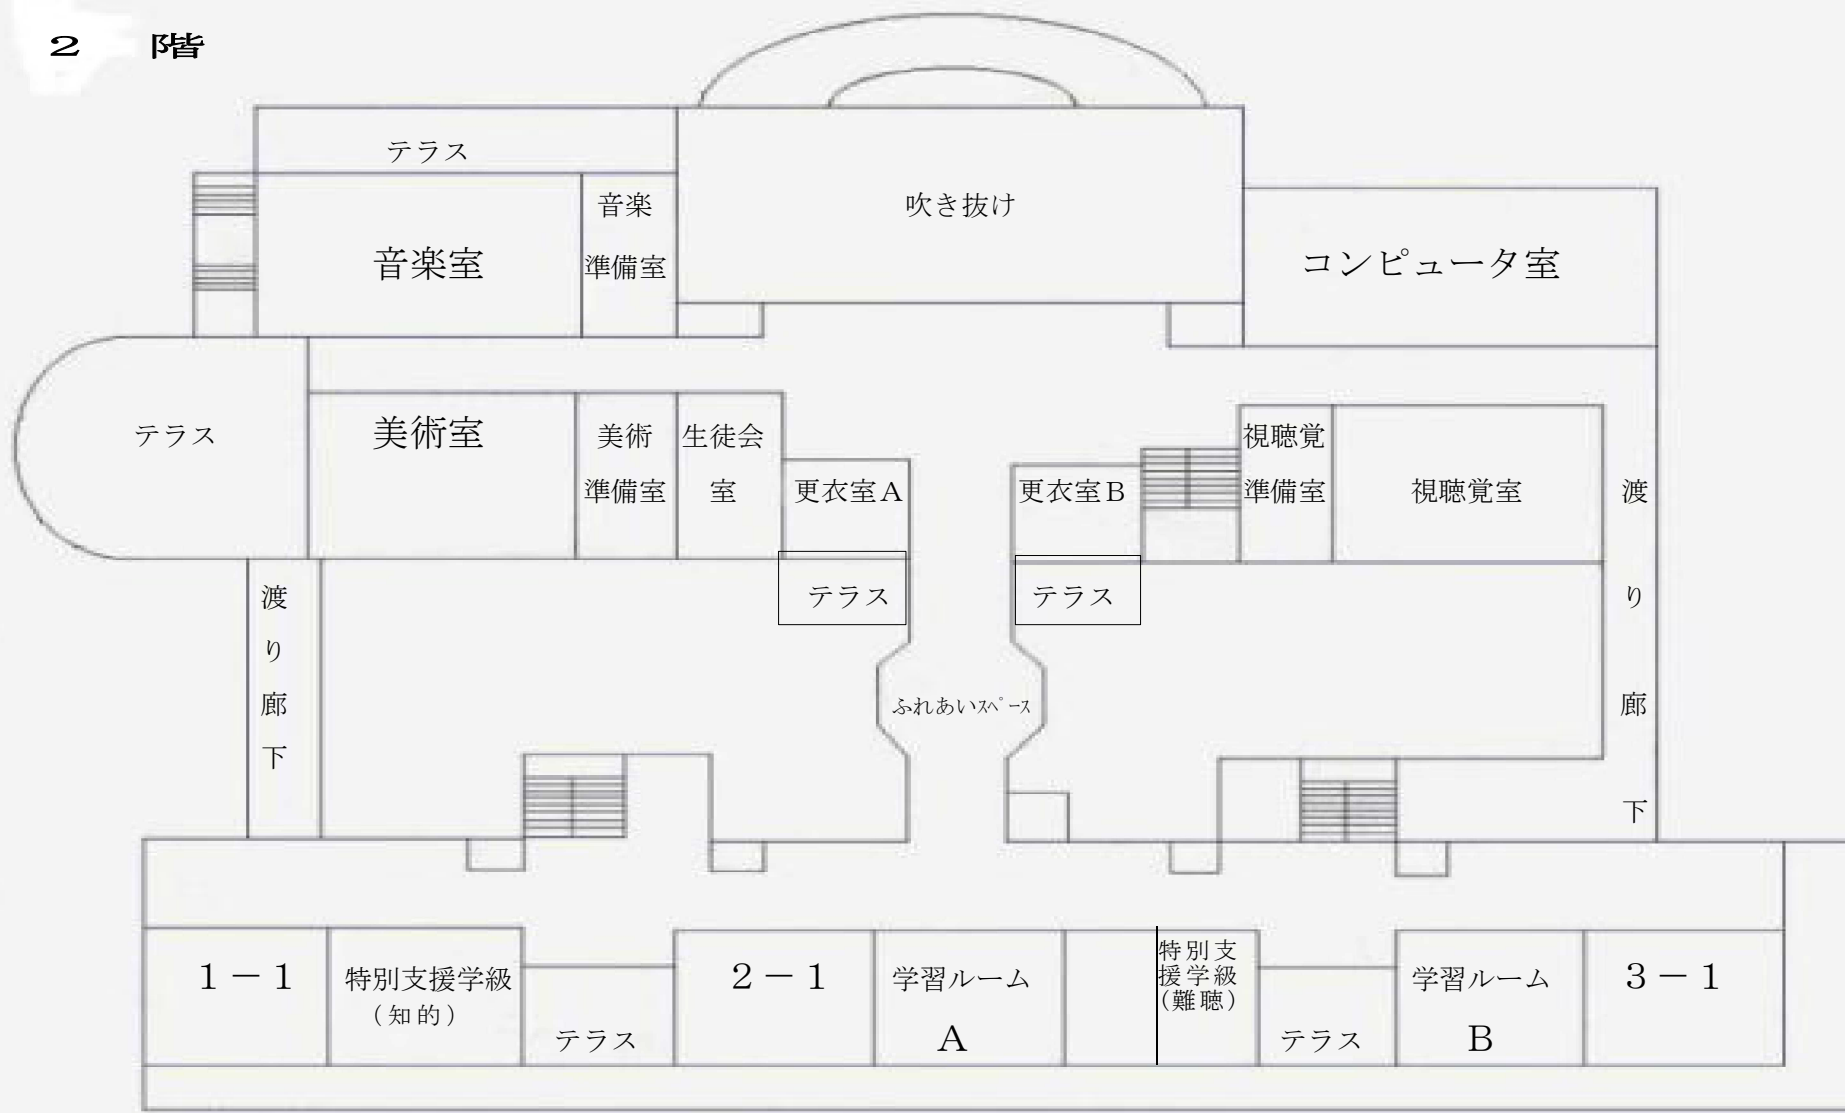 ２　階
テラス
音楽
準備室
吹き抜け
音楽室
コンピュータ室
テラス
美術室
美術
準備室
生徒会
室
更衣室Ａ
更衣室Ｂ
視聴覚
準備室
視聴覚室
渡り廊下
テラス
テラス
渡り廊下
ふれあいｽﾍﾟｰｽ
１－１
特別支援学級
（知的）
テラス
２－１
学習ルーム
Ａ
特別支
援学級
（難聴）
テラス
学習ルーム
Ｂ
３－１